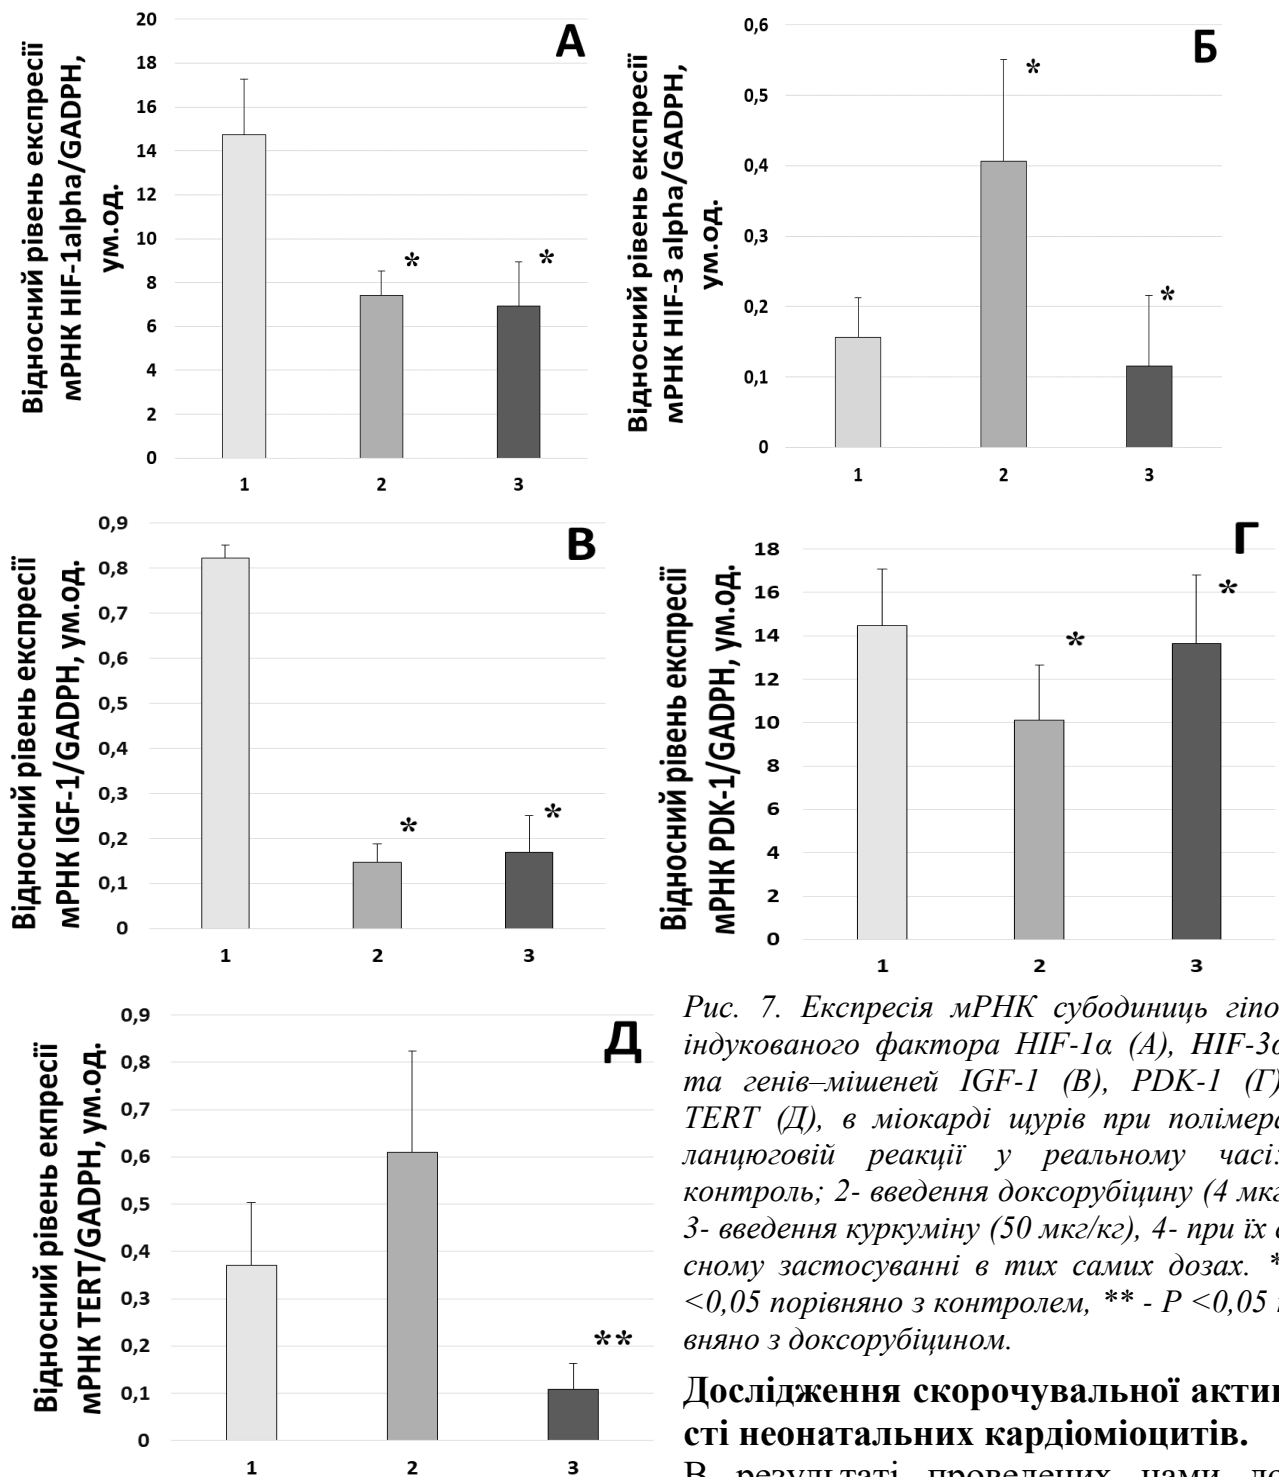 Відносний рівень експресії
мРНК HIF-1alpha/GADPH,
ум.од.
20
18
16
14
12
10
8
6
4
2
0
А
*
*
1 2 3
Відносний рівень експресії
мРНК HIF-3 alpha/GADPH,
ум.од.
0,6
0,5
0,4
0,3
0,2
0,1
0
Б
*
*
1 2 3
Відносний рівень експресії
мРНК IGF-1/GADPH, ум.од.
0,9
0,8
0,7
0,6
0,5
0,4
0,3
0,2
0,1
0
В
*
*
1 2 3
Відносний рівень експресії
мРНК PDK-1/GADPH, ум.од.
18
16
14
12
10
8
6
4
2
0
Г
*
*
1 2 3
Відносний рівень екпресії
мРНК TERT/GADPH, ум.од.
0,9
0,8
0,7
0,6
0,5
0,4
0,3
0,2
0,1
0
Д
**
1 2 3
Рис. 7. Експресія мРНК субодиниць гіпо
індукованого фактора HIF-1α (А), HIF-3α
та генів–мішеней IGF-1 (В), PDK-1 (Г)
TERT (Д), в міокарді щурів при полімера
ланцюговій реакції у реальному часі:
контроль; 2- введення доксорубіцину (4 мкг
3- введення куркуміну (50 мкг/кг), 4- при їх
сному застосуванні в тих самих дозах. *
<0,05 порівняно з контролем, ** - P <0,05
вняно з доксорубіцином.
Дослідження скорочувальної актив
сті неонатальних кардіоміоцитів.
В результаті проведених нами